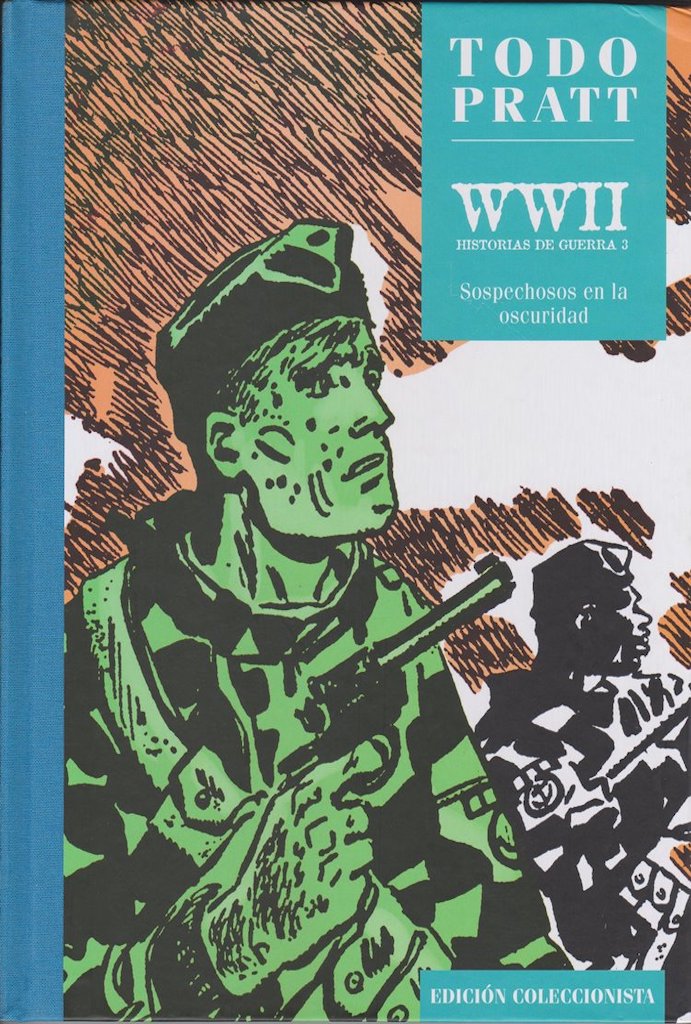 TODO
PRATT
WWII
HISTORIAS DE GUERRA 3
Sospechosos en la
oscuridad
EDICIÓN COLECCIONISTA